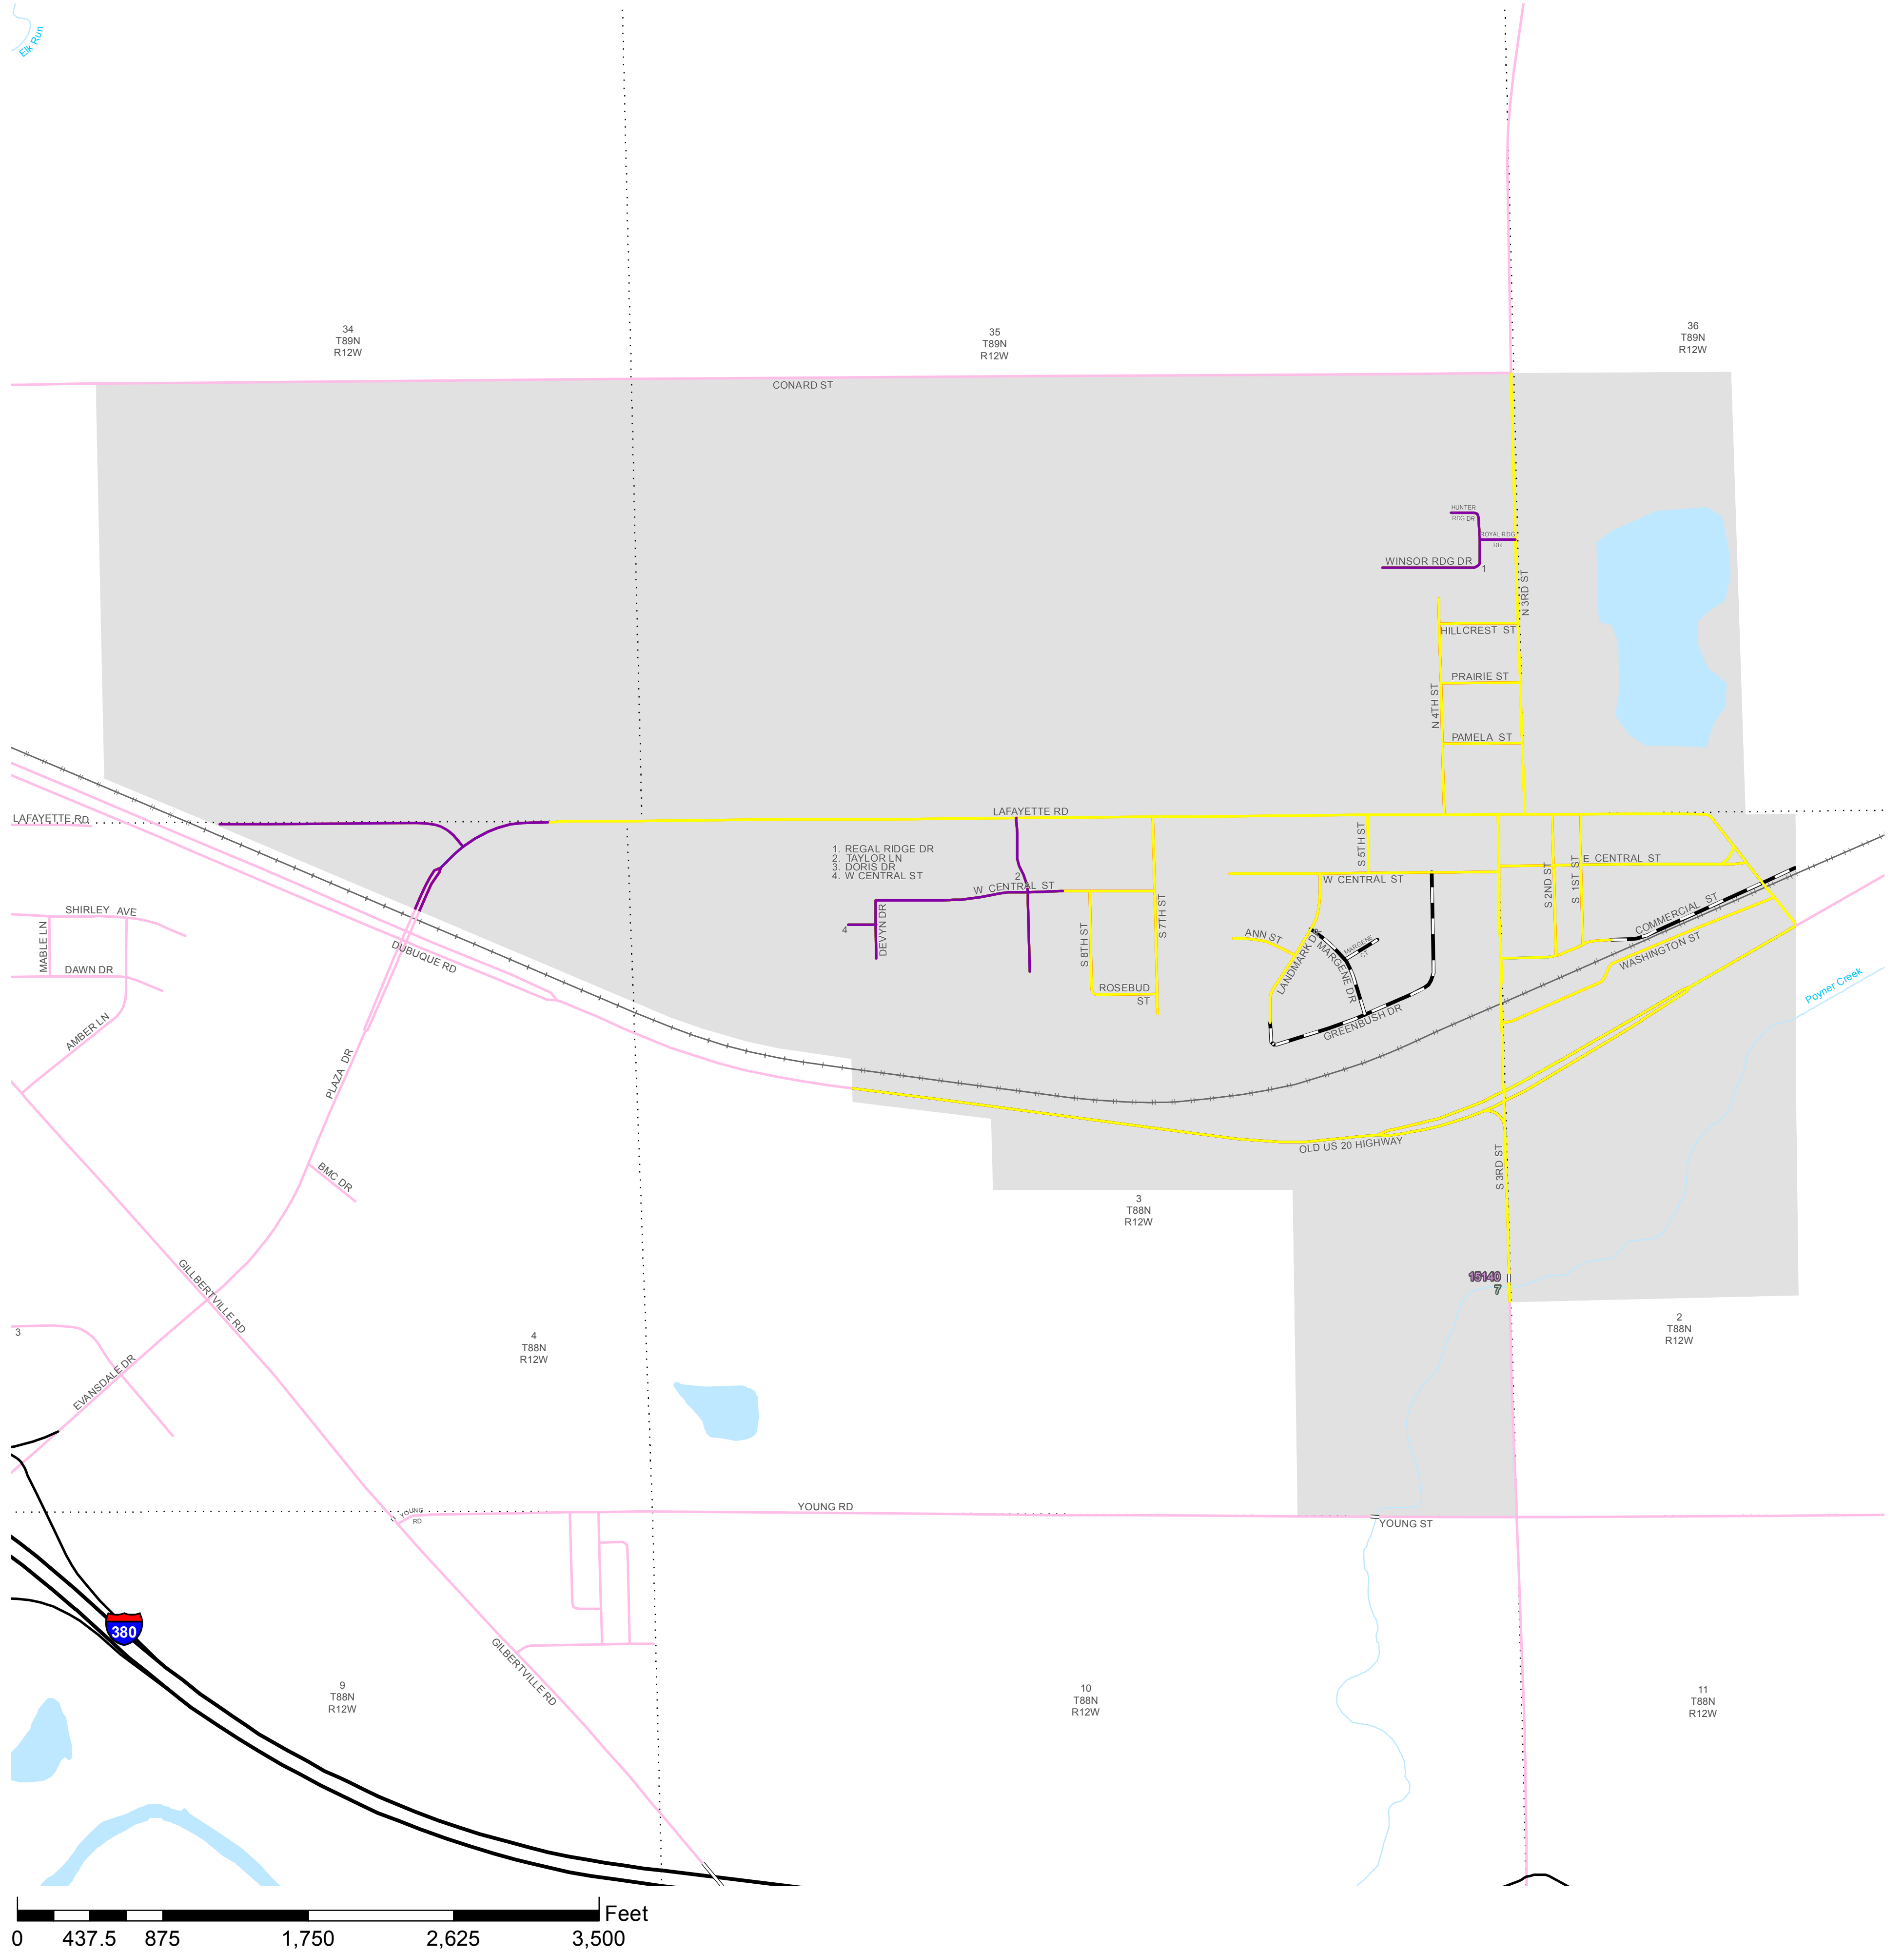 Elk Run
34
T89N
R12W
35
T89N
R12W
36
T89N
R12W
CONARD ST
HUNTER
RDG DR
ROYAL RDG
DR
WINSOR RDG DR
1
N 3RD ST
HILLCREST ST
PRAIRIE ST
N 4TH ST
PAMELA ST
LAFAYETTE RD
LAFAYETTE RD
1. REGAL RIDGE DR
2. TAYLOR LN
3. DORIS DR
4. W CENTRAL ST
S 5TH ST
E CENTRAL ST
S 2ND ST
S 1ST ST
2
W CENTRAL ST
W CENTRAL ST
SHIRLEY AVE
MABLE LN
DAWN DR
DUBUQUE RD
4
DEVYN DR
S 8TH ST
S 7TH ST
ROSEBUD
ST
ANN ST
LANDMARK DR
MARGENE DR
MARGENE
CT
GREENBUSH DR
COMMERCIAL ST
WASHINGTON ST
Poyner Creek
AMBER LN
PLAZA DR
BMC DR
OLD US 20 HIGHWAY
S 3RD ST
3
T88N
R12W
GILLBERTVILLE RD
15140
7
3
4
T88N
R12W
2
T88N
R12W
EVANSDALE DR
YOUNG
RD
YOUNG RD
YOUNG ST
380
GILBERTVILLE RD
9
T88N
R12W
10
T88N
R12W
11
T88N
R12W
Feet
0 437.5 875 1,750 2,625 3,500